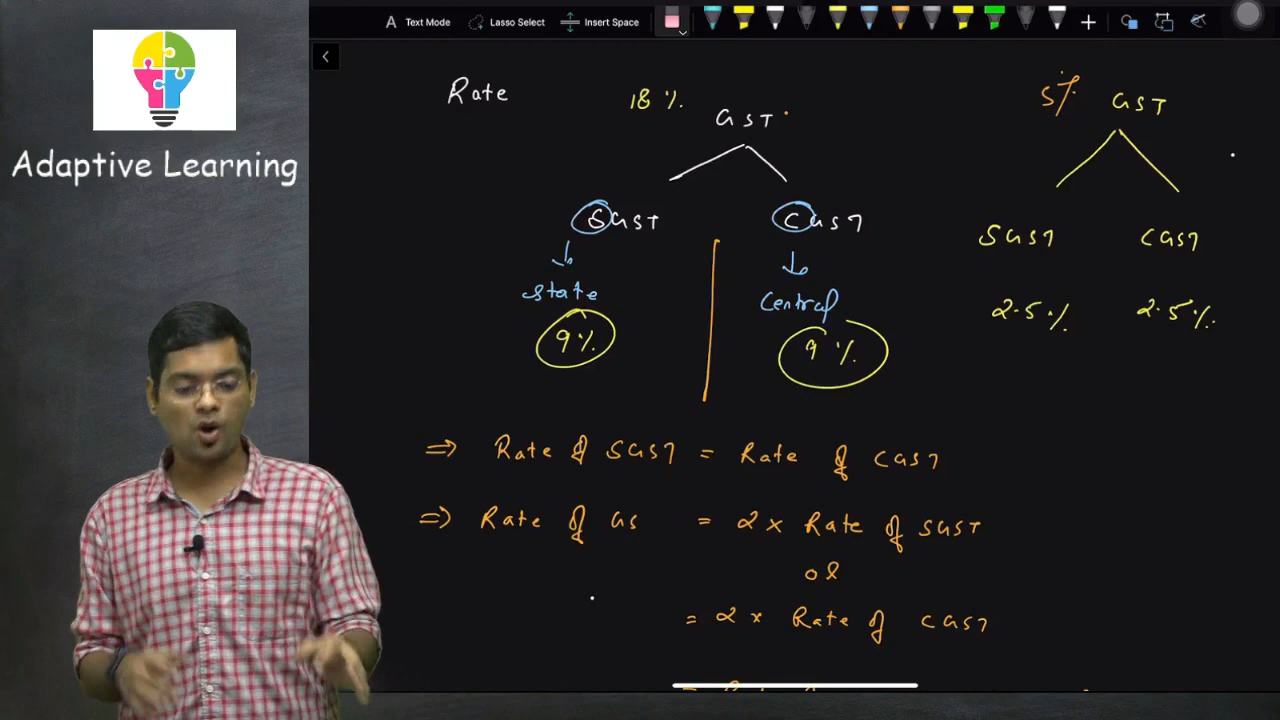 Text Mode Lasso Select Insert Space
Adaptive Learning
Rate 18 %. GST
5% GST
SGST CGST
SGST CGST
State Central
2.5% 2.5%
9% 9%
⇒ Rate of SGST = Rate of CGST
⇒ Rate of GS = 2 × Rate of SGST
OR
= 2 × Rate of CGST